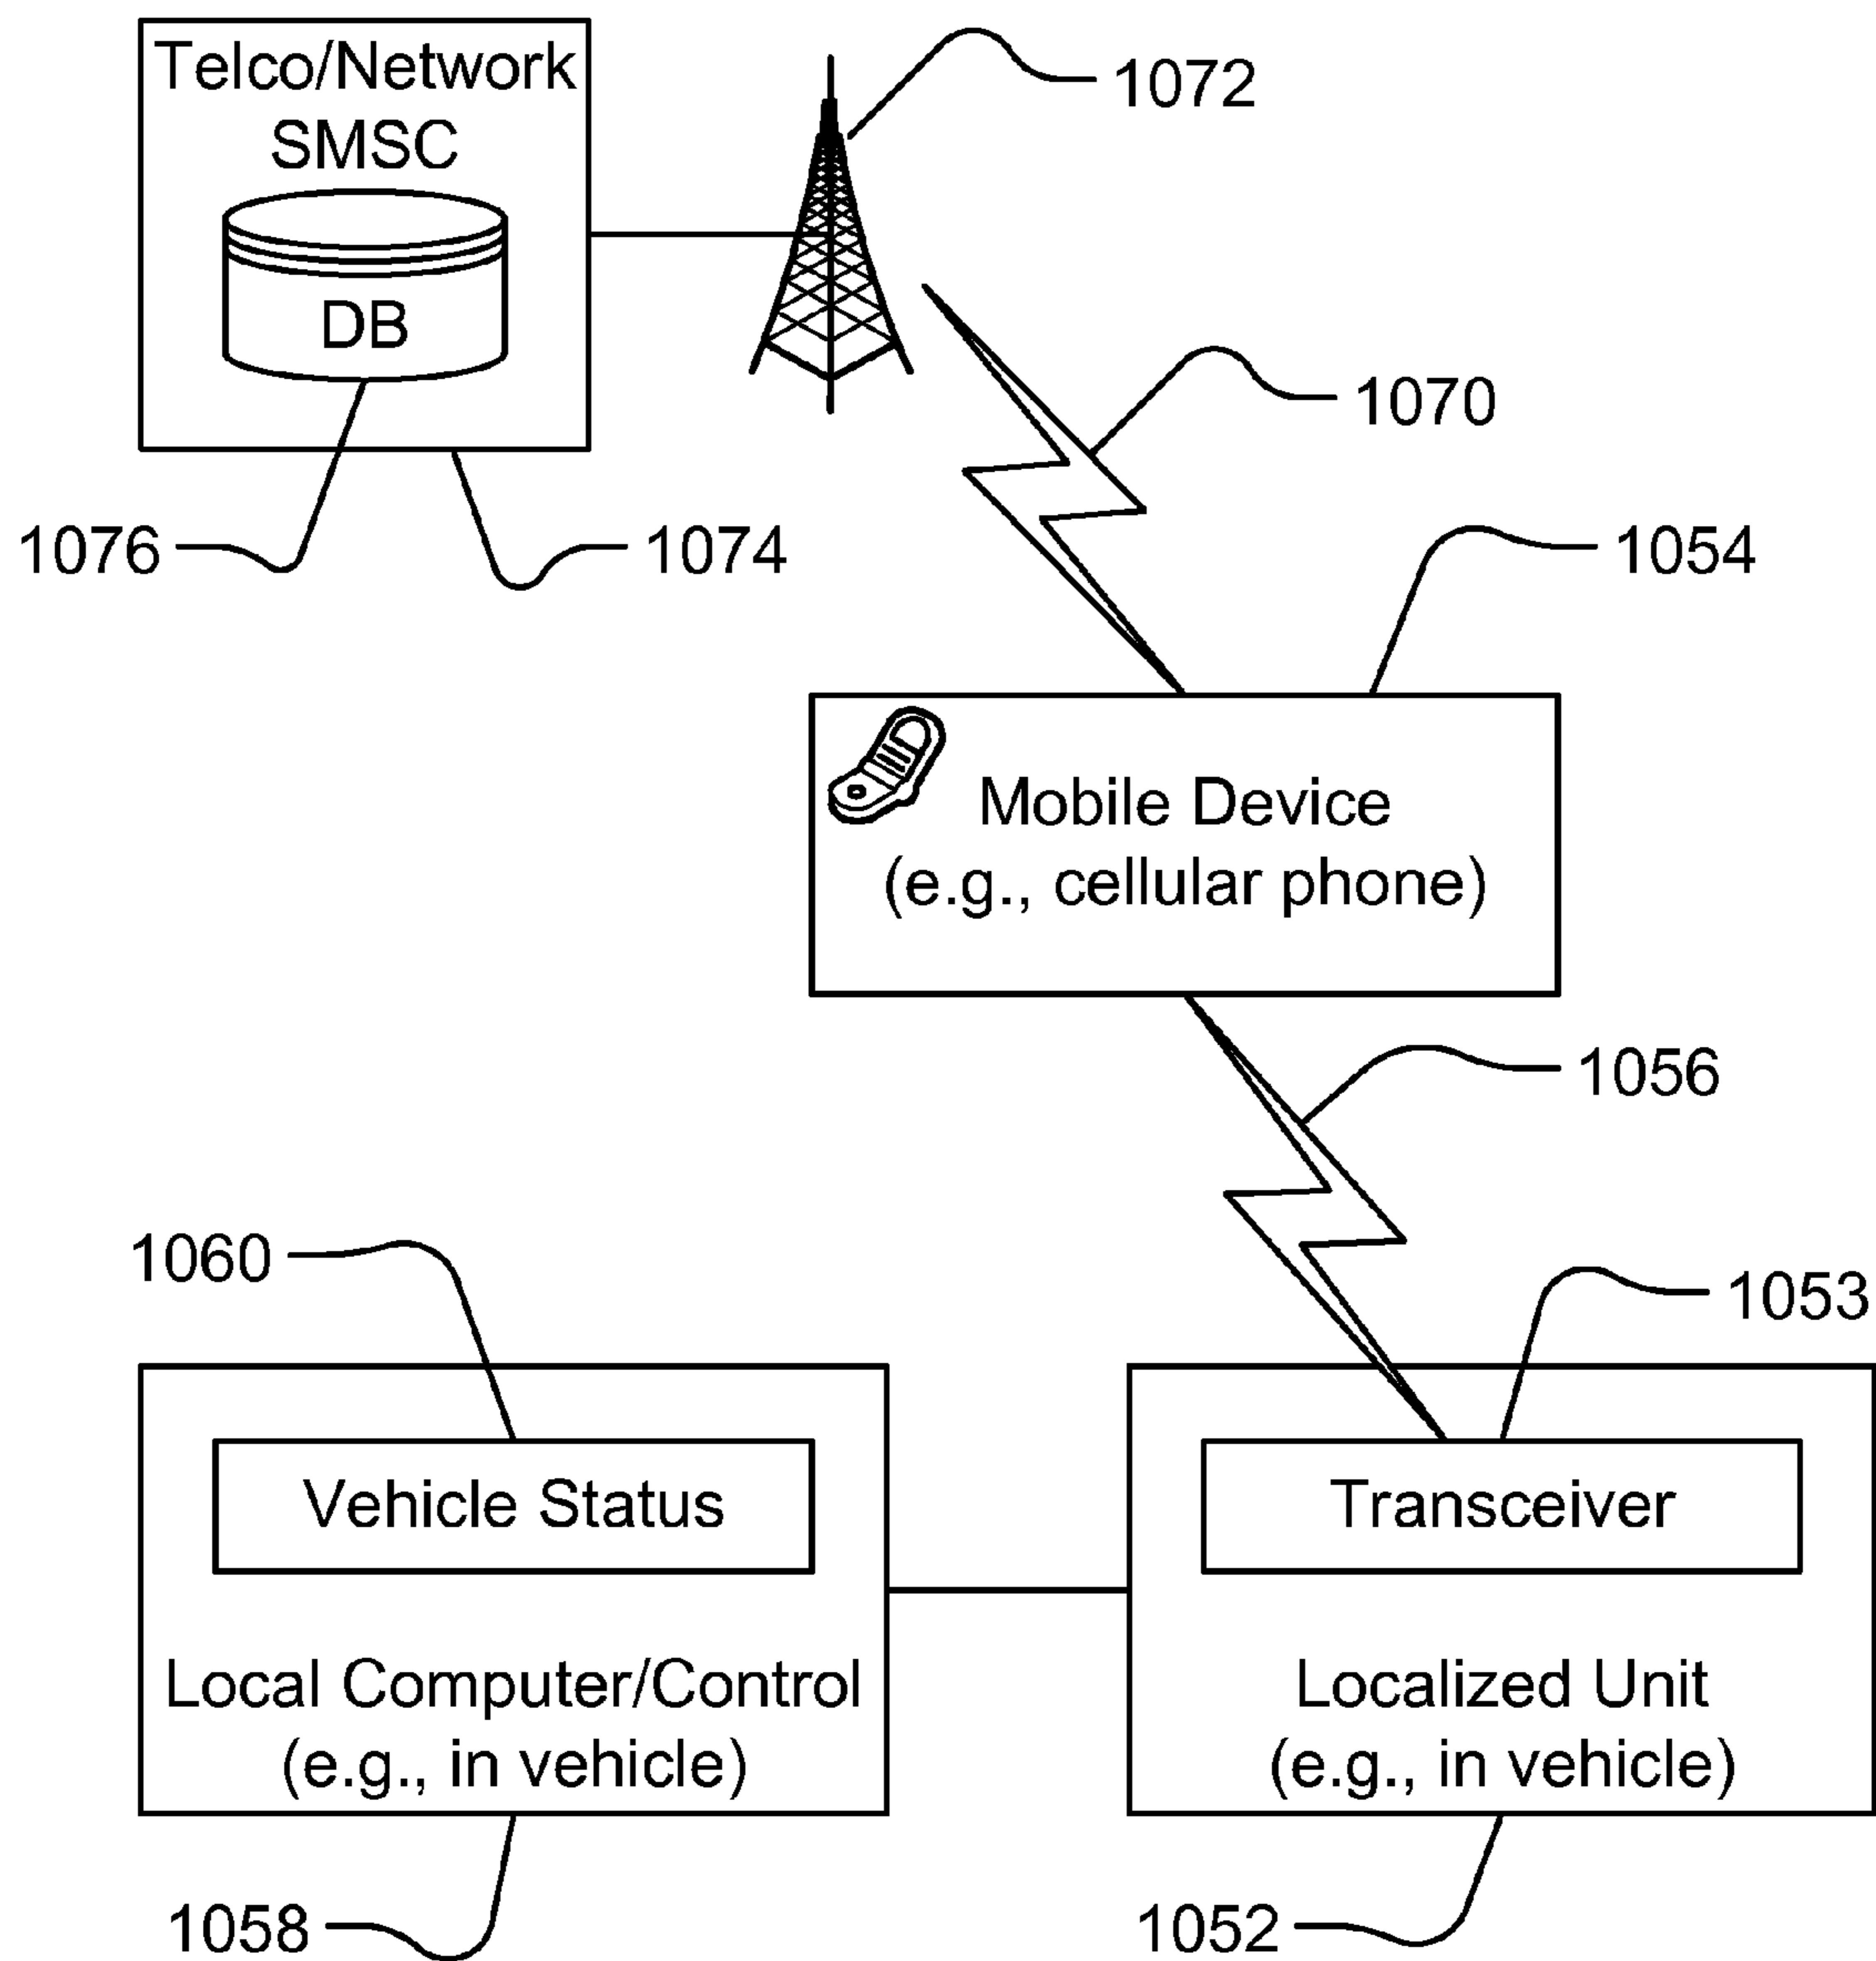 Telco/Network
SMSC
DB
1072
1070
1076
1074
1054
Mobile Device
(e.g., cellular phone)
1056
1060
1053
Vehicle Status
Transceiver
Local Computer/Control
(e.g., in vehicle)
Localized Unit
(e.g., in vehicle)
1058
1052